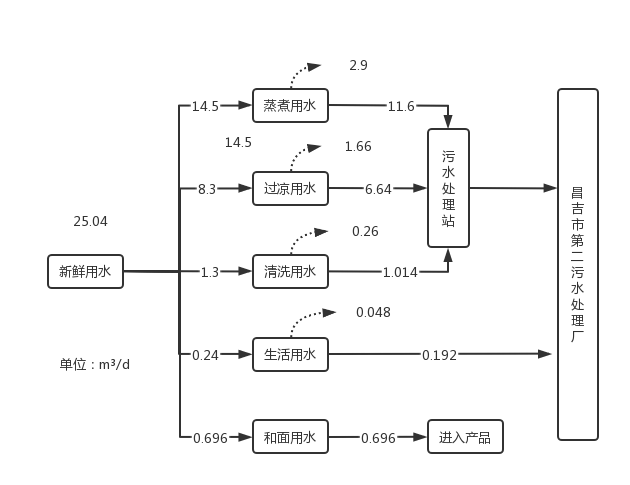 2.9
14.5
蒸煮用水
11.6
14.5
1.66
污水处理站
8.3
过凉用水
6.64
昌吉市第二污水处理厂
25.04
0.26
新鲜用水
1.3
清洗用水
1.014
0.048
0.24
生活用水
0.192
单位：m³/d
0.696
和面用水
0.696
进入产品